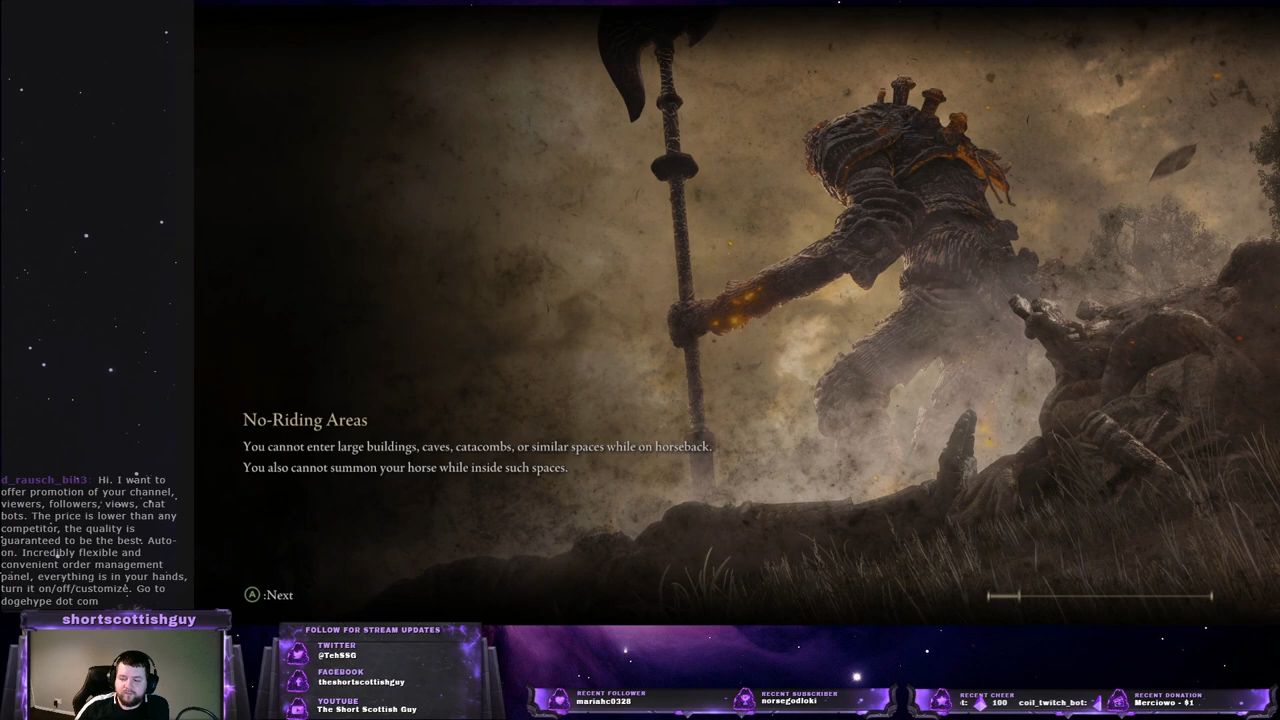 No-Riding Areas
You cannot enter large buildings, caves, catacombs, or similar spaces while on horseback.
You also cannot summon your horse while inside such spaces.
A :Next
d_rausch_bih3: Hi. I want to
offer promotion of your channel,
viewers, followers, views, chat
bots. The price is lower than any
competitor, the quality is
guaranteed to be the best. Auto-
on. Incredibly flexible and
convenient order management
panel, everything is in your hands,
turn it on/off/customize. Go to
dogehype dot com
shortscottishguy
FOLLOW FOR STREAM UPDATES
TWITTER
@TehSSG
FACEBOOK
theshortscottishguy
YOUTUBE
The Short Scottish Guy
RECENT FOLLOWER
mariahc0328
RECENT SUBSCRIBER
norsegodloki
RECENT CHEER
t: 100 coil_twitch_bot:
RECENT DONATION
Merciowo - $1